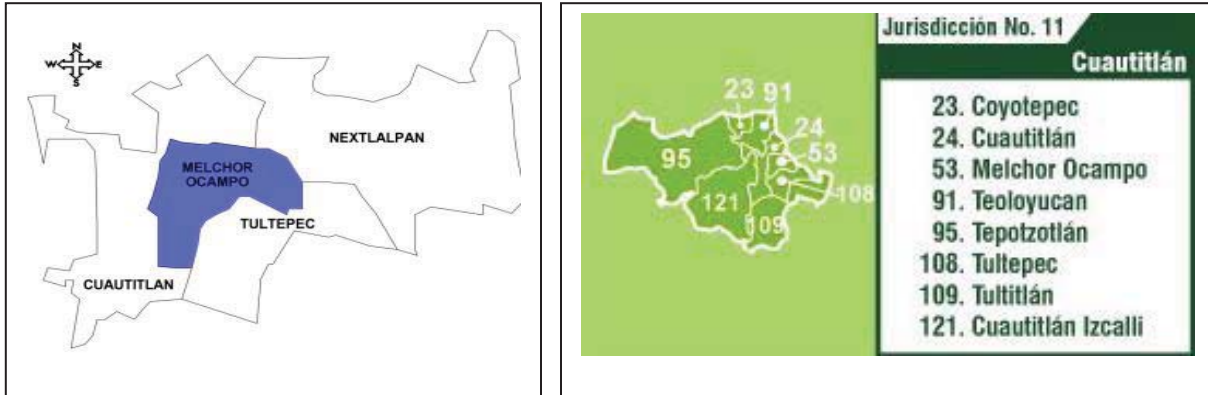 N
W E
S
NEXTLALPAN
MELCHOR
OCAMPO
TULTEPEC
CUAUTITLAN
23 91
24
95
53
121
108
109
Jurisdicción No. 11
Cuautitlán
23. Coyotepec
24. Cuautitlán
53. Melchor Ocampo
91. Teoloyucan
95. Tepotzotlán
108. Tultepec
109. Tultitlán
121. Cuautitlán Izcalli